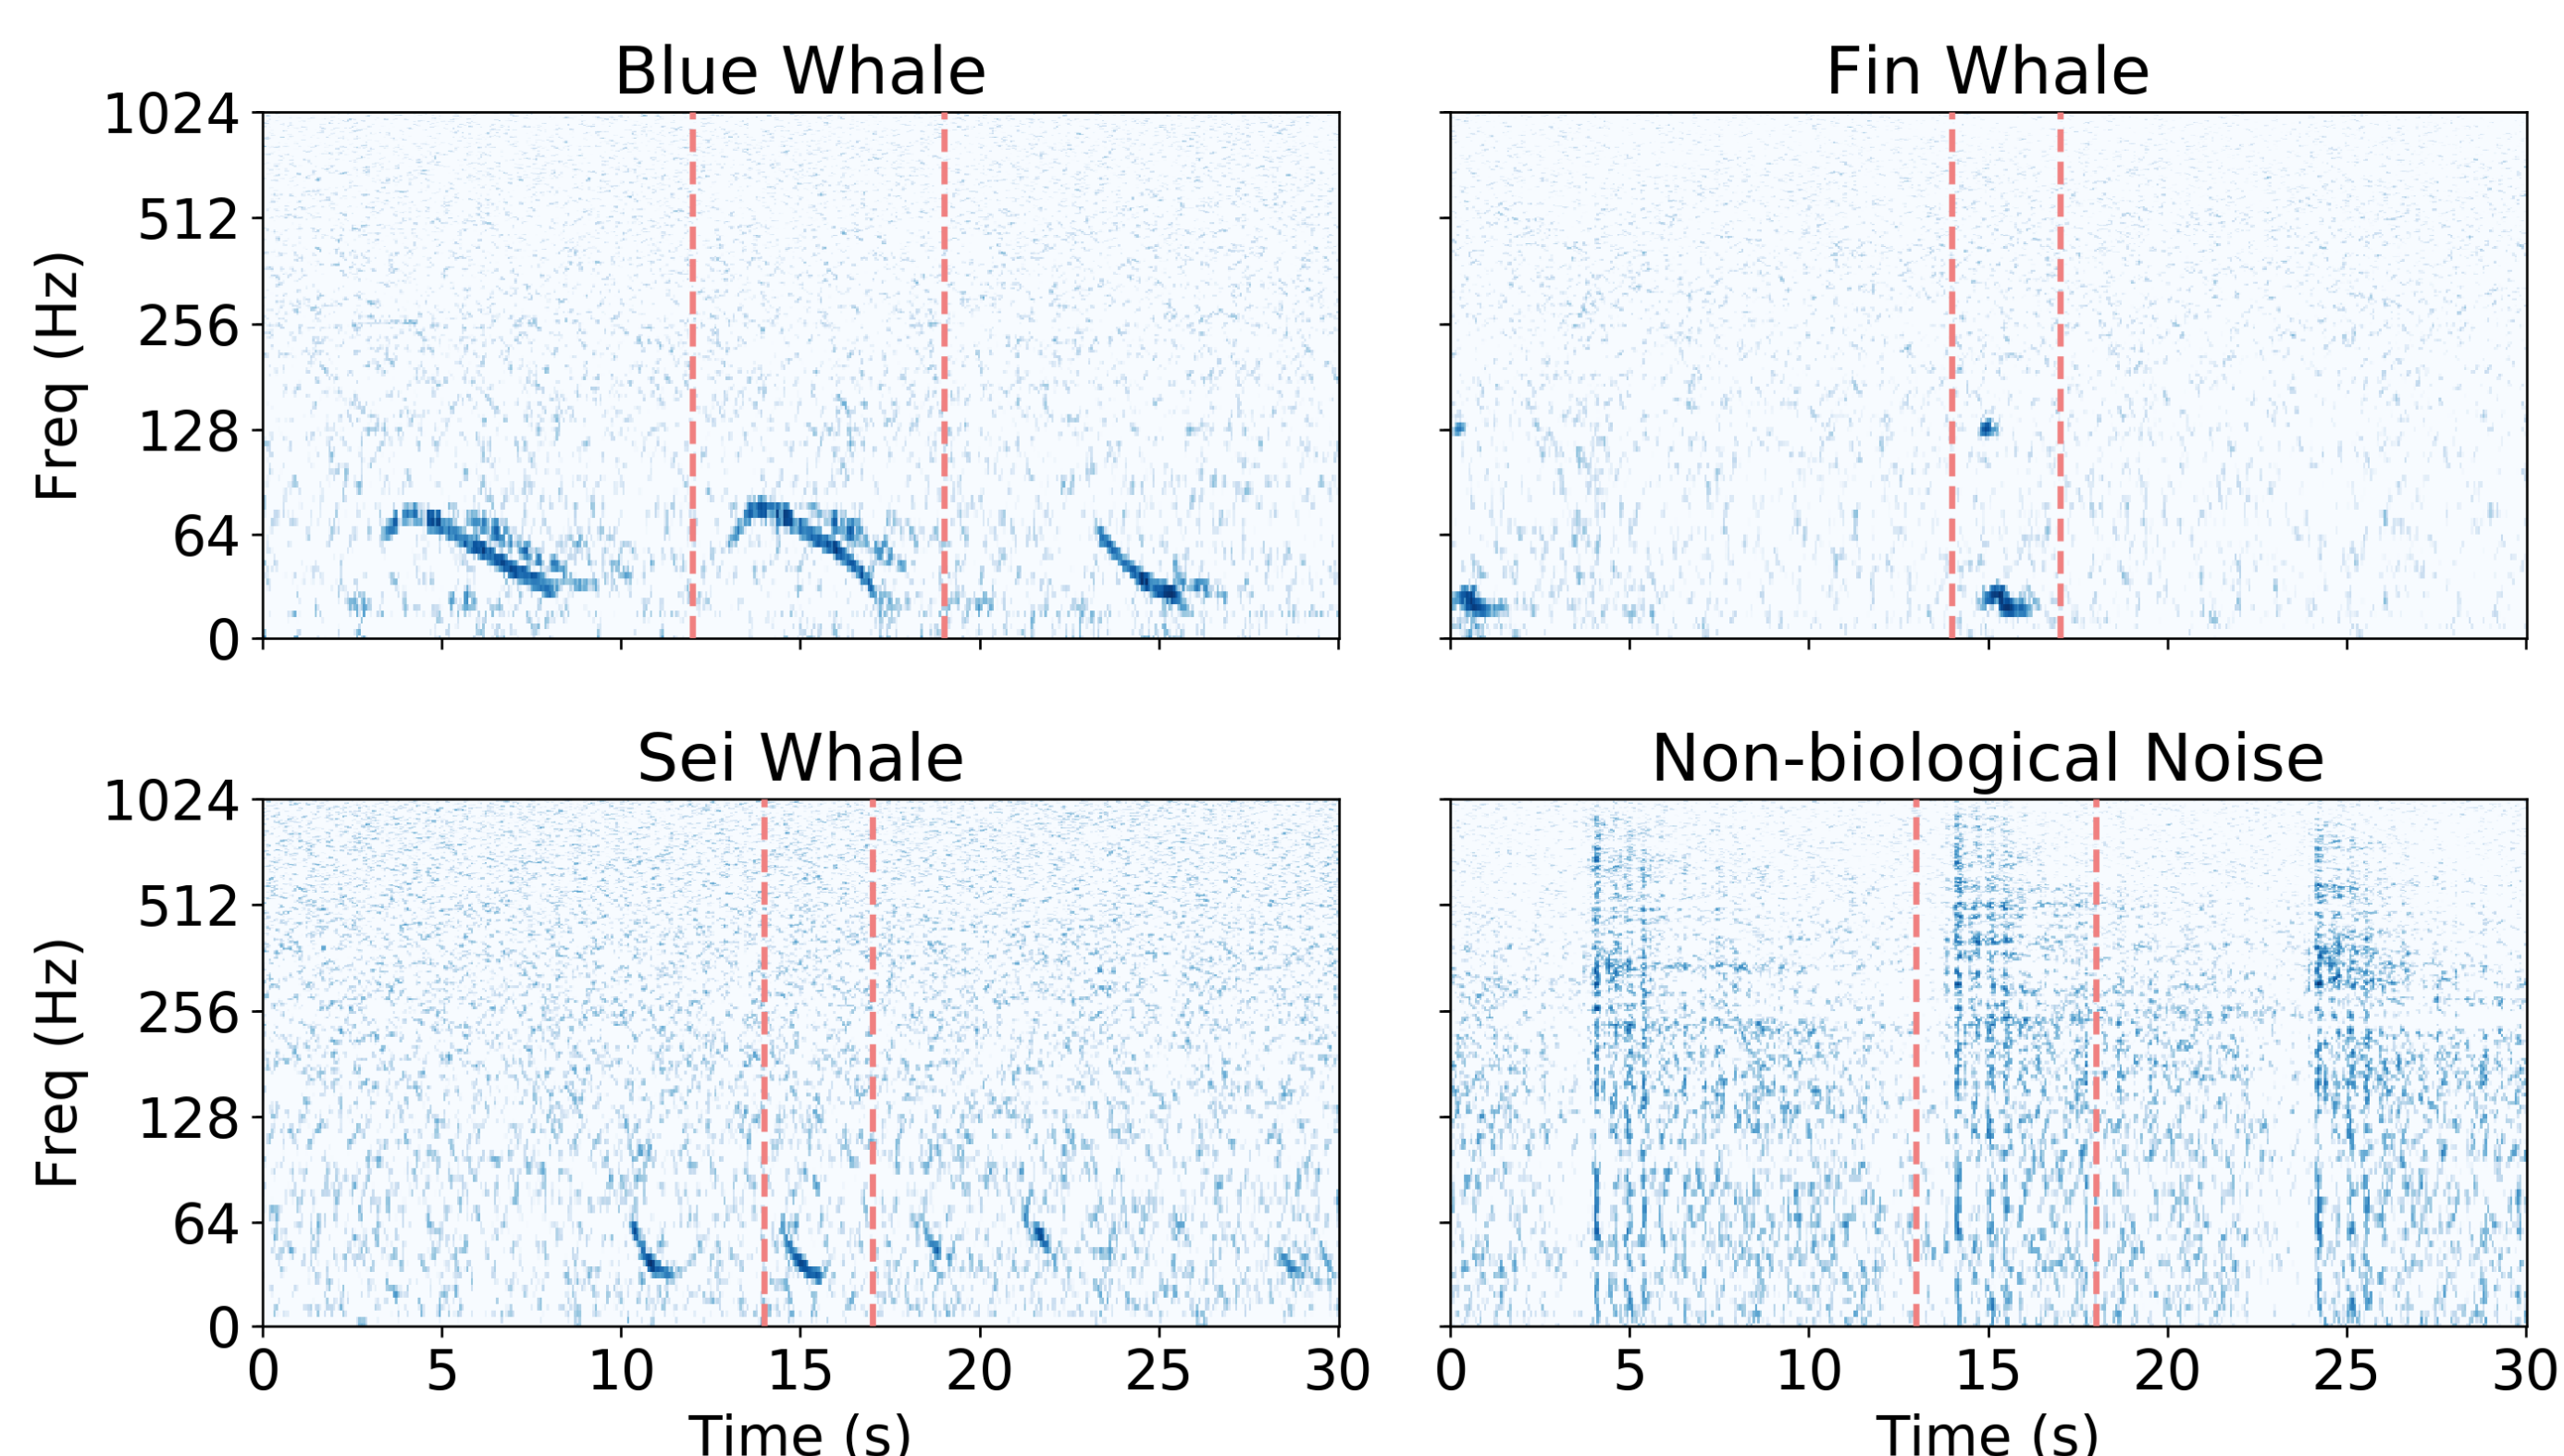 Blue Whale
Fin Whale
1024
512
256
128
64
0
Freq (Hz)
Sei Whale
Non-biological Noise
1024
512
256
128
64
0
Freq (Hz)
0 5 10 15 20 25 30
0 5 10 15 20 25 30
Time (s)
Time (s)